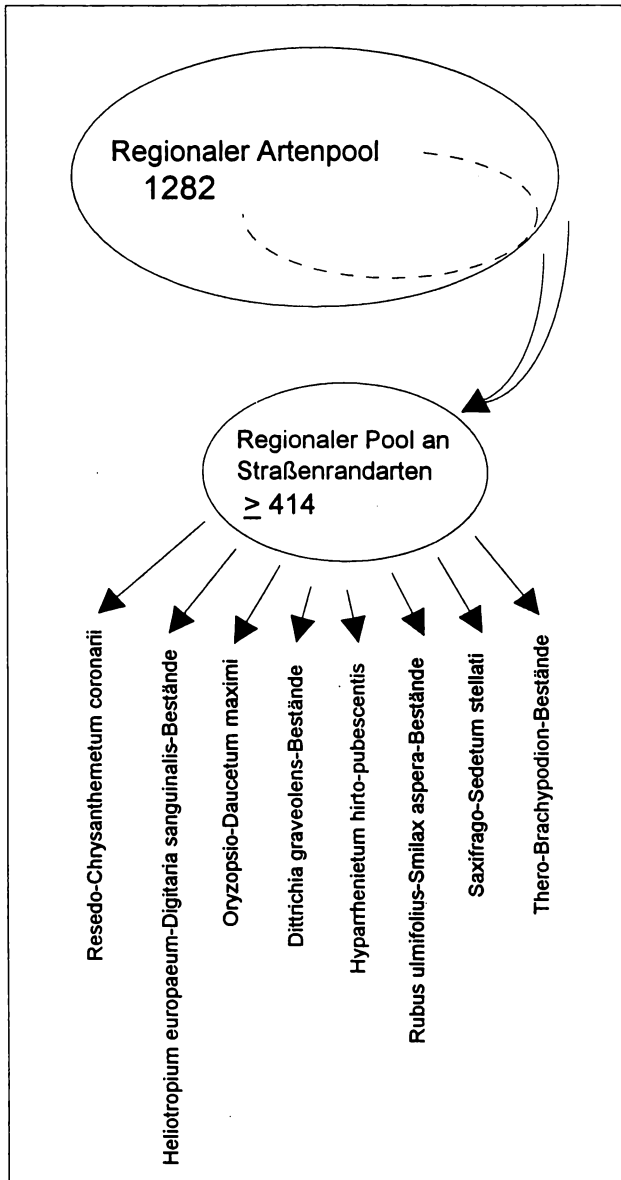 Regionaler Artenpool
1282
Regionaler Pool an
Straßenrandarten
≥ 414
Resedo-Chrysanthemetum coronarii
Heliotropium europaeum-Digitaria sanguinalis-Bestände
Oryzopsio-Daucetum maximi
Dittrichia graveolens-Bestände
Hyparrhenietum hirto-pubescentis
Rubus ulmifolius-Smilax aspera-Bestände
Saxifrago-Sedetum stellati
Thero-Brachypodion-Bestände